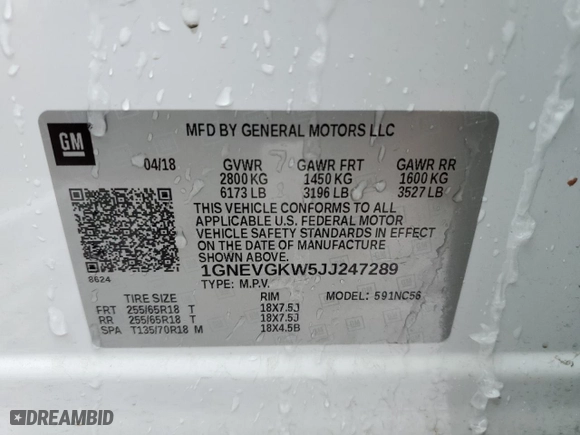 GM
MFD BY GENERAL MOTORS LLC
04/18 GVWR GAWR FRT GAWR RR
2800 KG 1450 KG 1600 KG
6173 LB 3196 LB 3527 LB
THIS VEHICLE CONFORMS TO ALL
APPLICABLE U.S. FEDERAL MOTOR
VEHICLE SAFETY STANDARDS IN EFFECT
ON THE DATE OF MANUFACTURE
SHOWN ABOVE.
8624
1GNEVGKW5JJ247289
TYPE: M.P.V.
TIRE SIZE RIM MODEL: 591NC56
FRT 255/65R18 T 18X7.5J
RR 255/65R18 T 18X7.5J
SPA T135/70R18 M 18X4.5B
DREAMBID